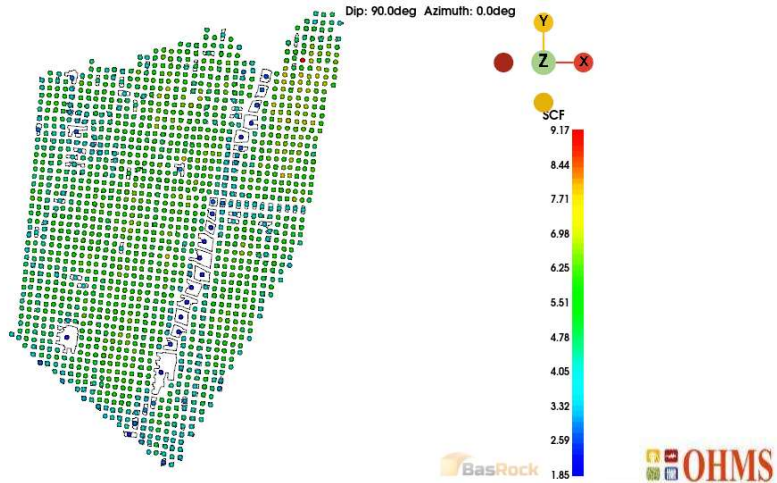 Dip: 90.0deg Azimuth: 0.0deg
Y
Z
X
SCF
9.17
8.44
7.71
6.98
6.25
5.51
4.78
4.05
3.32
2.59
1.85
BasRock
OHMS